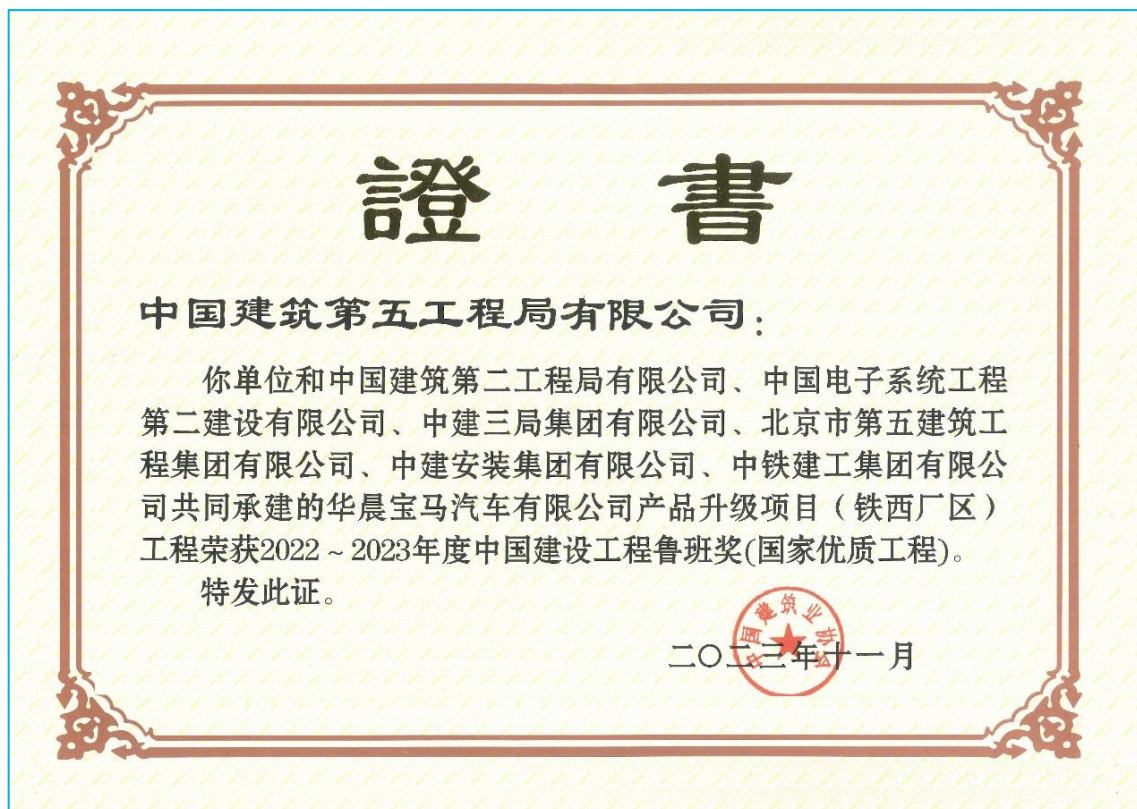 證書
中国建筑第五工程局有限公司：
你单位和中国建筑第二工程局有限公司、中国电子系统工程
第二建设有限公司、中建三局集团有限公司、北京市第五建筑工
程集团有限公司、中建安装集团有限公司、中铁建工集团有限公
司共同承建的华晨宝马汽车有限公司产品升级项目（铁西厂区）
工程荣获2022～2023年度中国建设工程鲁班奖(国家优质工程)。
特发此证。
中国建筑业协会
二〇二三年十一月